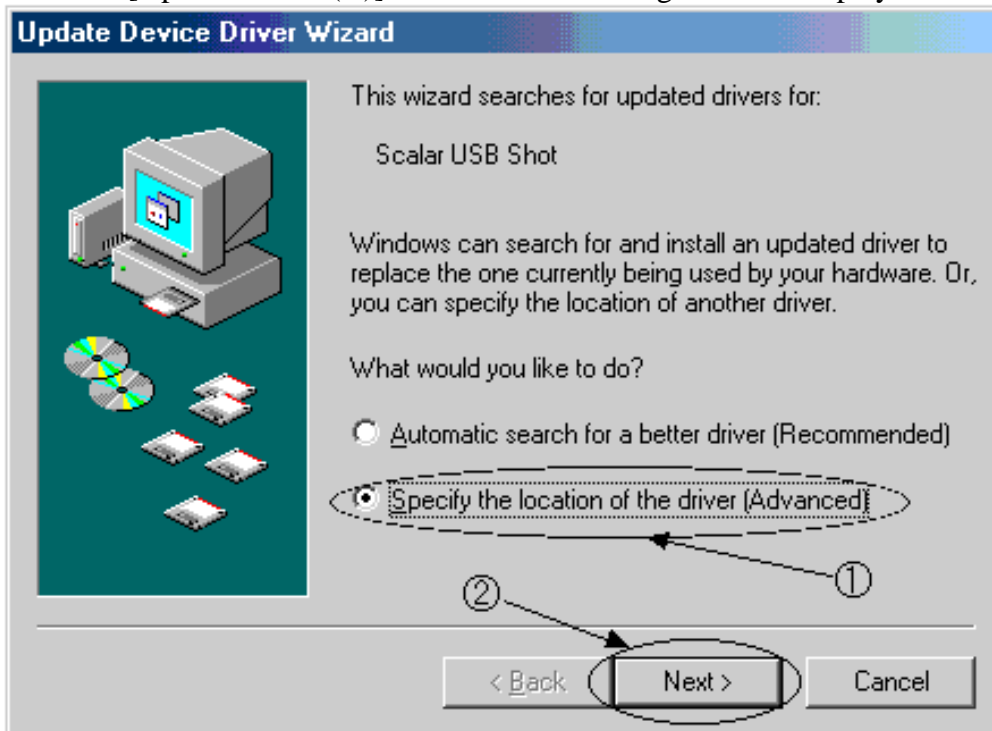 Update Device Driver Wizard
This wizard searches for updated drivers for:
Scalar USB Shot
Windows can search for and install an updated driver to
replace the one currently being used by your hardware. Or,
you can specify the location of another driver.
What would you like to do?
Automatic search for a better driver (Recommended)
Specify the location of the driver (Advanced)
①
②
< Back
Next >
Cancel